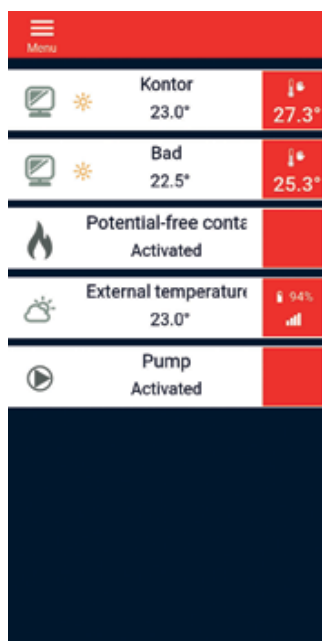 Menu
Kontor
23.0°
27.3°
Bad
22.5°
25.3°
Potential-free conta
Activated
External temperature
23.0°
94%
Pump
Activated